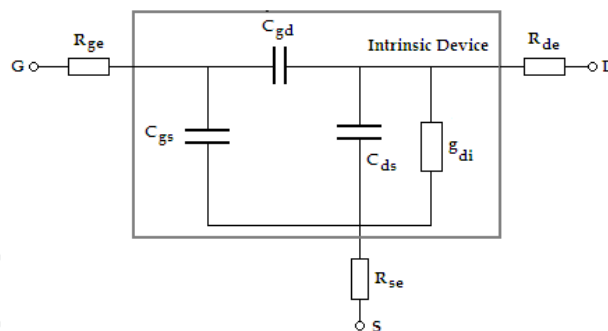 C_gd
R_ge
Intrinsic Device
R_de
G
D
C_gs
C_ds
g_di
R_se
S